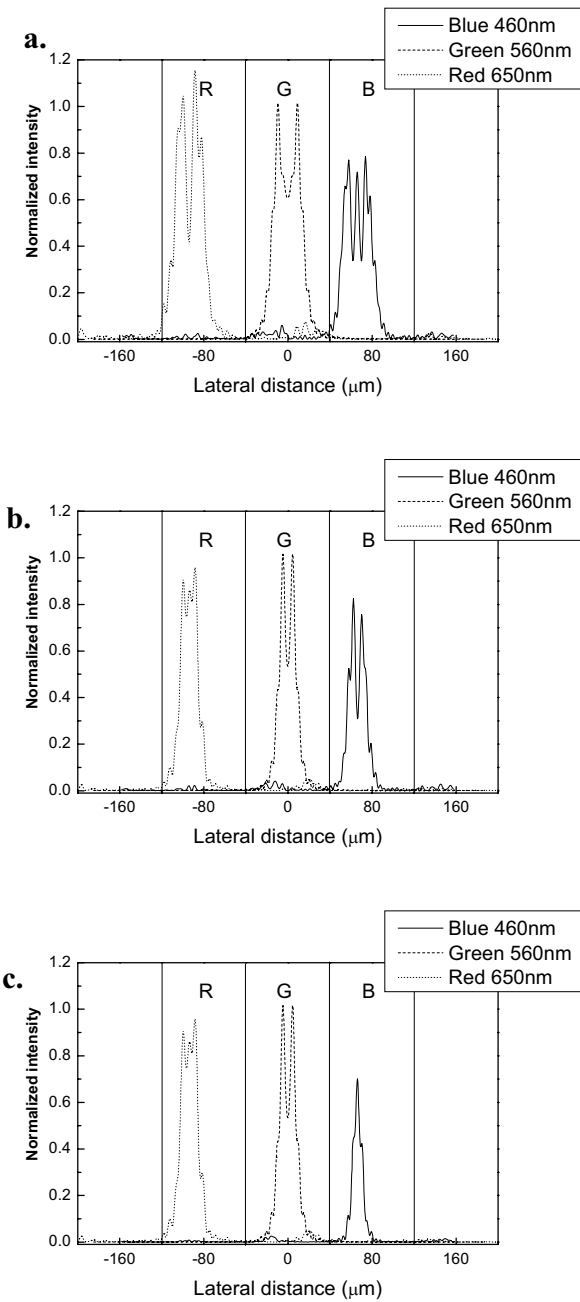 a.
Blue 460nm
Green 560nm
Red 650nm
1.2
1.0
0.8
0.6
0.4
0.2
0.0
Normalized intensity
R
G
B
-160
-80
0
80
160
Lateral distance (μm)
b.
Blue 460nm
Green 560nm
Red 650nm
1.2
1.0
0.8
0.6
0.4
0.2
0.0
Normalized intensity
R
G
B
-160
-80
0
80
160
Lateral distance (μm)
c.
Blue 460nm
Green 560nm
Red 650nm
1.2
1.0
0.8
0.6
0.4
0.2
0.0
Normalized intensity
R
G
B
-160
-80
0
80
160
Lateral distance (μm)